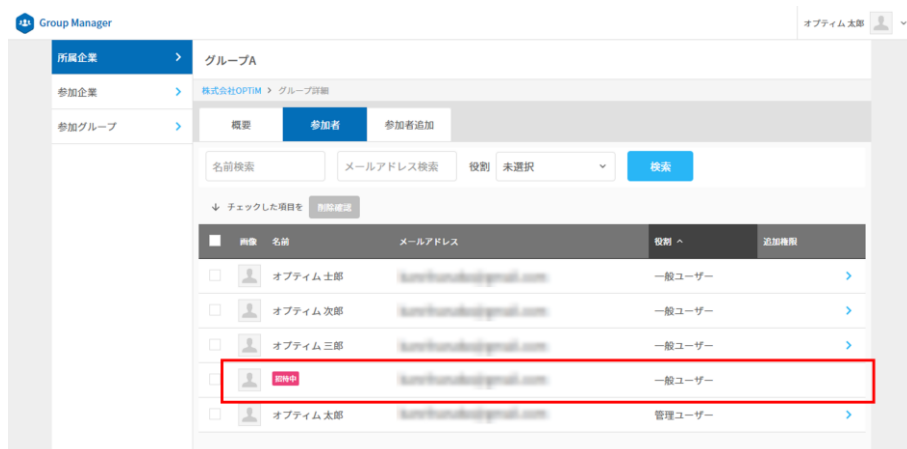 Group Manager
オプティム 太郎
所属企業
グループA
参加企業
株式会社OPTiM > グループ詳細
参加グループ
概要 参加者 参加者追加
名前検索 メールアドレス検索 役割 未選択 検索
↓ チェックした項目を 削除確認
画像 名前 メールアドレス 役割 追加権限
オプティム 士郎 一般ユーザー
オプティム 次郎 一般ユーザー
オプティム 三郎 一般ユーザー
招待中 一般ユーザー
オプティム 太郎 管理ユーザー